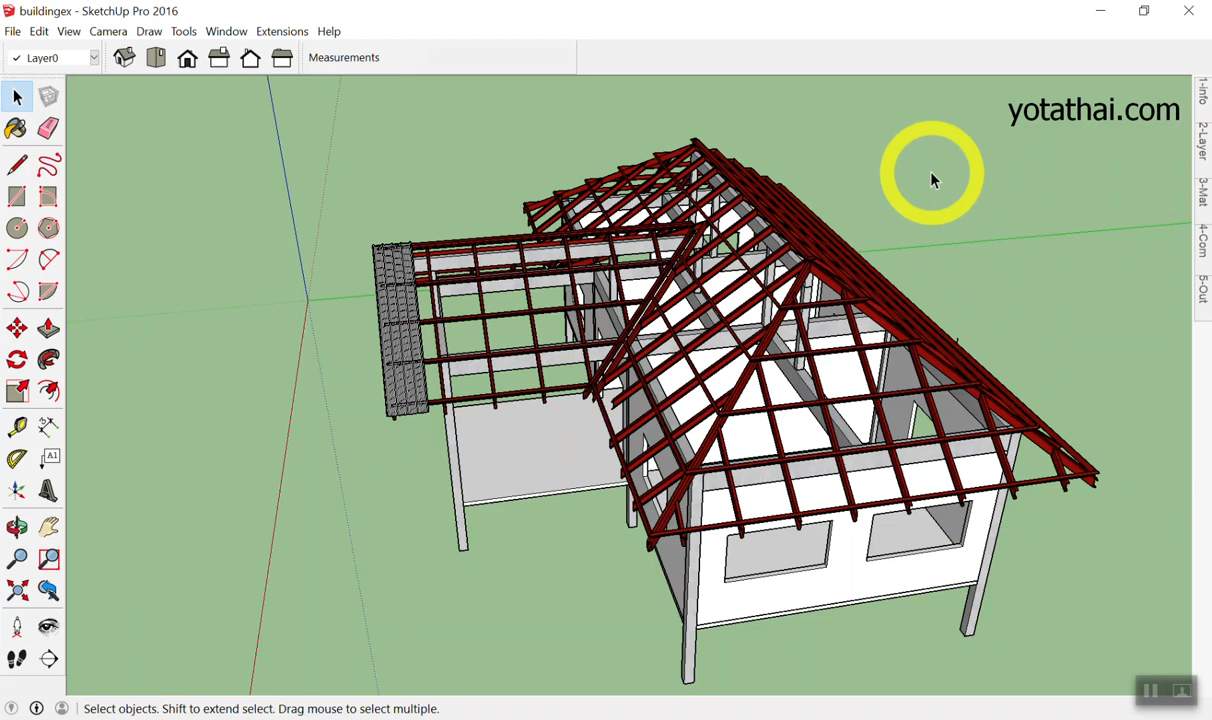 buildingex - SketchUp Pro 2016
File Edit View Camera Draw Tools Window Extensions Help
Layer0 Measurements
yotathai.com
1-Info
2-Layer
3-Mat
4-Com
5-Out
A1
Select objects. Shift to extend select. Drag mouse to select multiple.